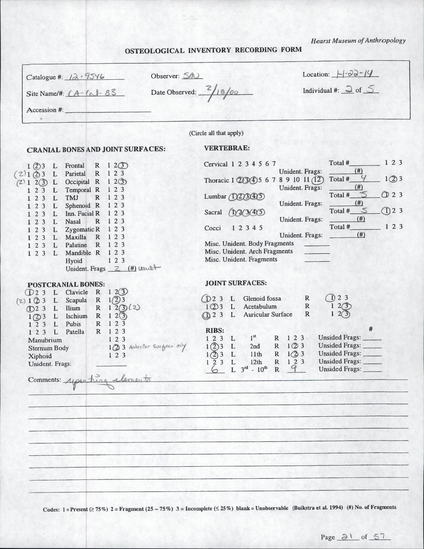 Hearst Museum of Anthropology
OSTEOLOGICAL INVENTORY RECORDING FORM
Catalogue #: 12-9546 Observer: Location: H-22-14
Site Name/#: CA-Col-88 Date Observed: 2/18/00 Individual #: 2 of 5
Accession #:
(Circle all that apply)
CRANIAL BONES AND JOINT SURFACES: VERTEBRAE:
Cervical 1 2 3 4 5 6 7 Total # 1 2 3
1 2 3 L Frontal R 1 2 3 Unident. Frags: (#)
(2) 1 2 3 L Parietal R 1 2 3 Thoracic 1 2 3 4 5 6 7 8 9 10 11 12 Total # 4 1 2 3
(2) 1 2 3 L Occipital R 1 2 3 Unident. Frags: (#)
1 2 3 L Temporal R 1 2 3 Lumbar 1 2 3 4 5 Total # 5 1 2 3
1 2 3 L TMJ R 1 2 3 Unident. Frags: (#)
1 2 3 L Sphenoid R 1 2 3 Sacral 1 2 3 4 5 Total # 5 1 2 3
1 2 3 L Inn. Facial R 1 2 3 Unident. Frags: (#)
1 2 3 L Nasal R 1 2 3 Cocci 1 2 3 4 5 Total # 1 2 3
1 2 3 L Zygomatic R 1 2 3 Unident. Frags: (#)
1 2 3 L Maxilla R 1 2 3 Misc. Unident. Body Fragments
1 2 3 L Palatine R 1 2 3 Misc. Unident. Arch Fragments
1 2 3 L Mandible R 1 2 3 Misc. Unident. Fragments
Hyoid 1 2 3
Unident. Frags 2 (#)
POSTCRANIAL BONES: JOINT SURFACES:
1 2 3 L Clavicle R 1 2 3 1 2 3 L Glenoid fossa R 1 2 3
(2) 1 2 3 L Scapula R 1 2 3 1 2 3 L Acetabulum R 1 2 3
1 2 3 L Ilium R 1 2 3 (2) 1 2 3 L Auricular Surface R 1 2 3
1 2 3 L Ischium R 1 2 3
1 2 3 L Pubis R 1 2 3 RIBS: #
1 2 3 L Patella R 1 2 3 1 2 3 L 1st R 1 2 3 Unsided Frags:
Manubrium 1 2 3 1 2 3 L 2nd R 1 2 3 Unsided Frags:
Sternum Body 1 2 3 1 2 3 L 11th R 1 2 3 Unsided Frags:
Xiphoid 1 2 3 1 2 3 L 12th R 1 2 3 Unsided Frags:
Unident. Frags: 6 L 3rd - 10th R 9 Unsided Frags:
Comments: repeating elements
Codes: 1 = Present (≥ 75%) 2 = Fragment (25 - 75%) 3 = Incomplete (≤ 25%) blank = Unobservable (Buikstra et al. 1994) (#) No. of Fragments
Page 21 of 57